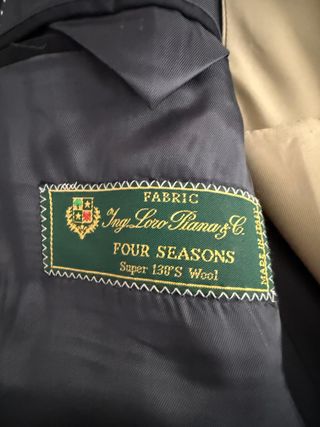 FABRIC
Ing. Loro Piana & C.
FOUR SEASONS
Super 130'S Wool
MADE IN ITALY